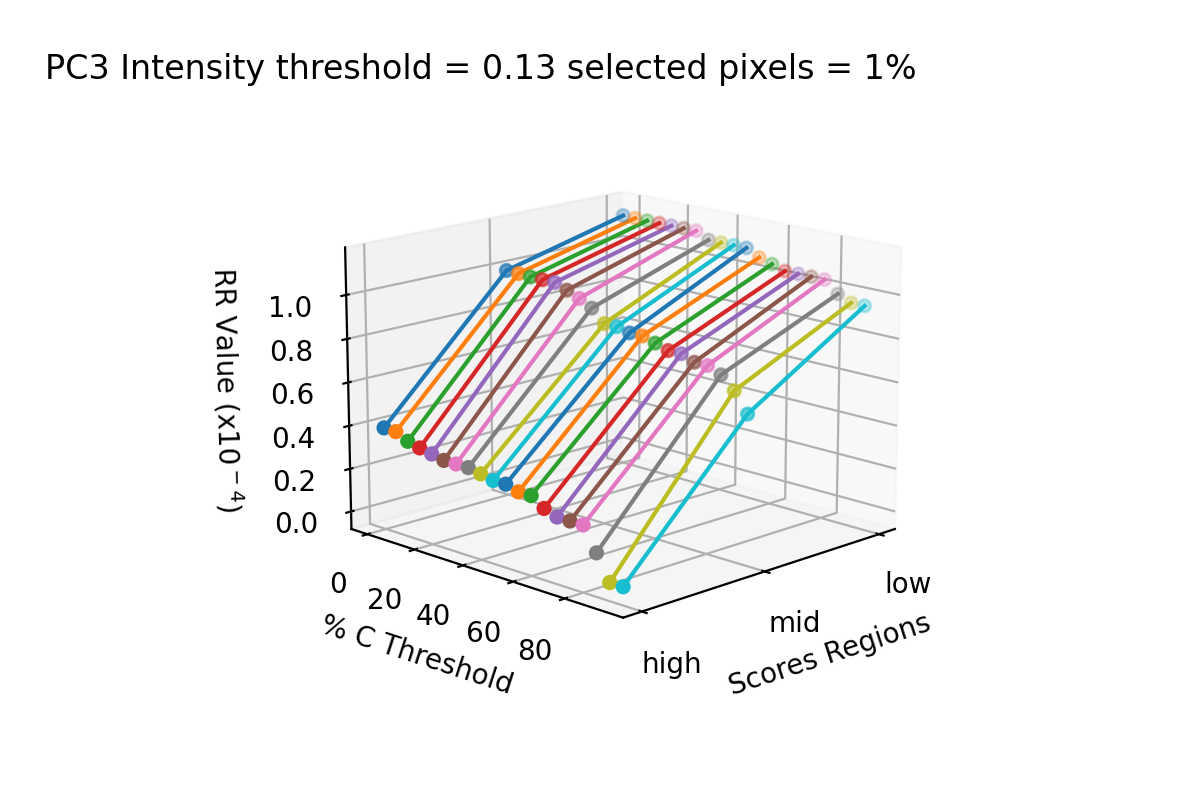 PC3 Intensity threshold = 0.13 selected pixels = 1%
RR Value (x10⁻⁴)
1.0
0.8
0.6
0.4
0.2
0.0
0
20
40
60
80
% C Threshold
high
mid
low
Scores Regions